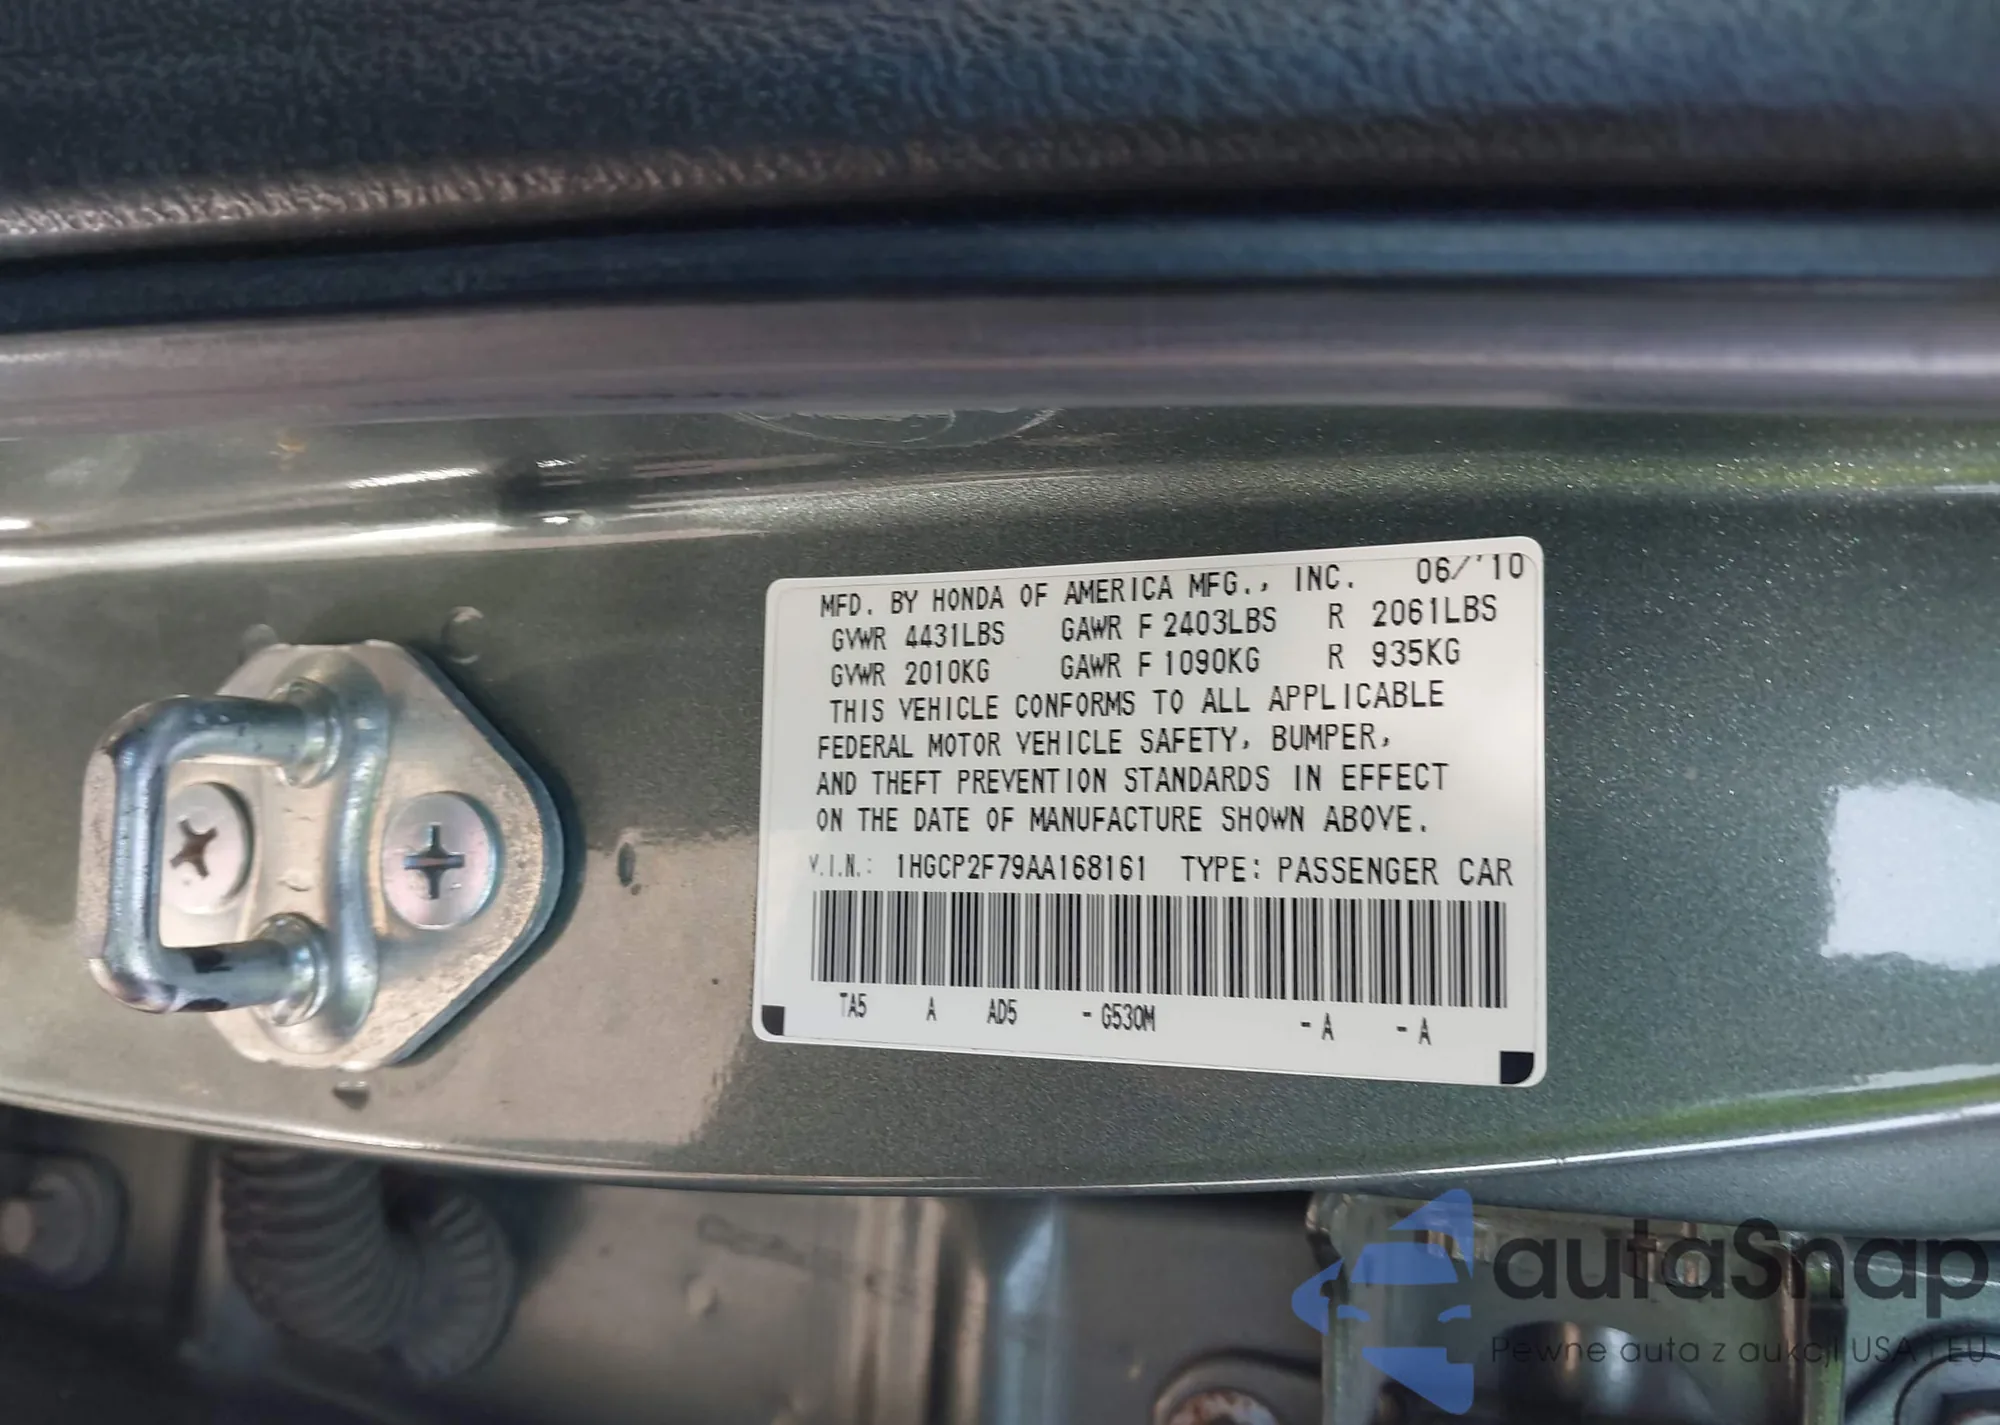 MFD. BY HONDA OF AMERICA MFG., INC. 06/'10
GVWR 4431LBS GAWR F 2403LBS R 2061LBS
GVWR 2010KG GAWR F 1090KG R 935KG
THIS VEHICLE CONFORMS TO ALL APPLICABLE
FEDERAL MOTOR VEHICLE SAFETY, BUMPER,
AND THEFT PREVENTION STANDARDS IN EFFECT
ON THE DATE OF MANUFACTURE SHOWN ABOVE.
V.I.N.: 1HGCP2F79AA168161 TYPE: PASSENGER CAR
TA5 A AD5 - G530M - A - A
autaSnap
Pewne auta z aukcji USA i EU